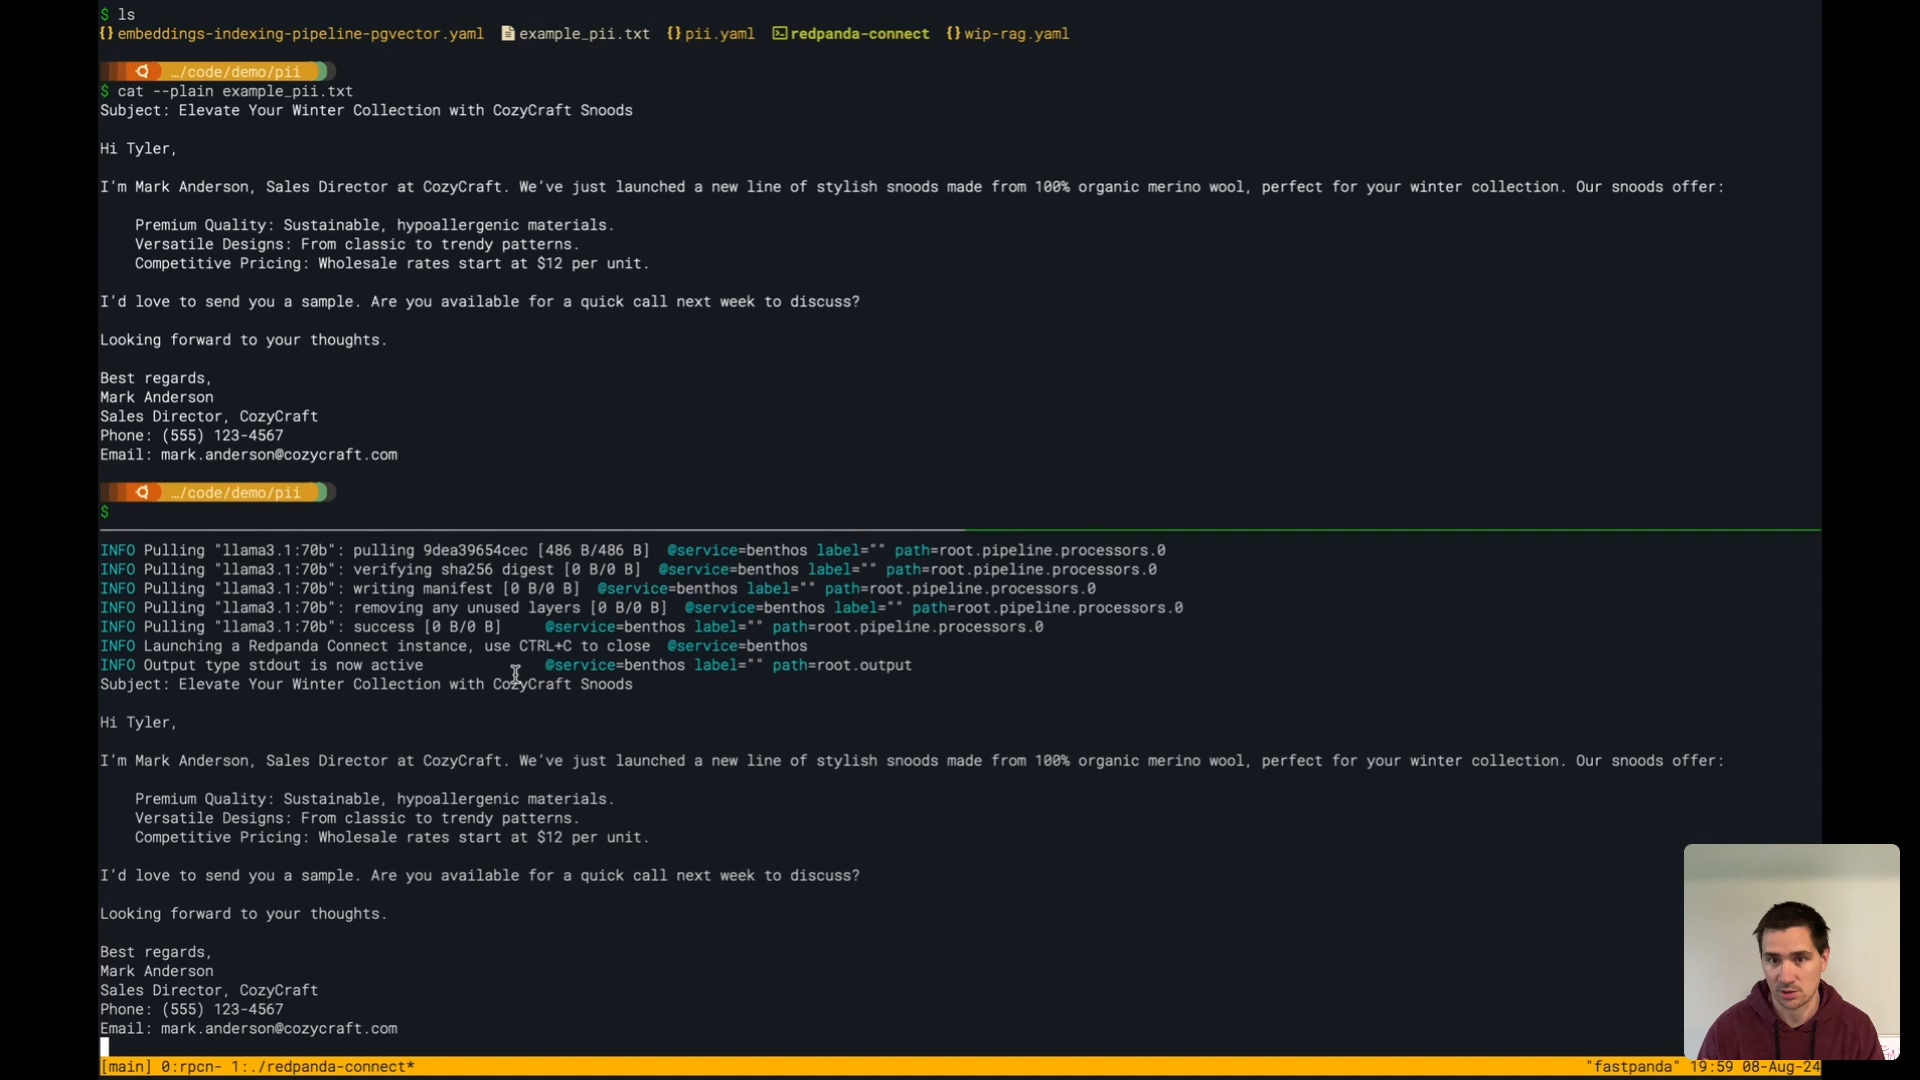 $ ls
{} embeddings-indexing-pipeline-pgvector.yaml example_pii.txt {} pii.yaml redpanda-connect {} wip-rag.yaml
…/code/demo/pii
$ cat --plain example_pii.txt
Subject: Elevate Your Winter Collection with CozyCraft Snoods
Hi Tyler,
I'm Mark Anderson, Sales Director at CozyCraft. We've just launched a new line of stylish snoods made from 100% organic merino wool, perfect for your winter collection. Our snoods offer:
Premium Quality: Sustainable, hypoallergenic materials.
Versatile Designs: From classic to trendy patterns.
Competitive Pricing: Wholesale rates start at $12 per unit.
I'd love to send you a sample. Are you available for a quick call next week to discuss?
Looking forward to your thoughts.
Best regards,
Mark Anderson
Sales Director, CozyCraft
Phone: (555) 123-4567
Email: mark.anderson@cozycraft.com
…/code/demo/pii
$
INFO Pulling "llama3.1:70b": pulling 9dea39654cec [486 B/486 B] @service=benthos label="" path=root.pipeline.processors.0
INFO Pulling "llama3.1:70b": verifying sha256 digest [0 B/0 B] @service=benthos label="" path=root.pipeline.processors.0
INFO Pulling "llama3.1:70b": writing manifest [0 B/0 B] @service=benthos label="" path=root.pipeline.processors.0
INFO Pulling "llama3.1:70b": removing any unused layers [0 B/0 B] @service=benthos label="" path=root.pipeline.processors.0
INFO Pulling "llama3.1:70b": success [0 B/0 B] @service=benthos label="" path=root.pipeline.processors.0
INFO Launching a Redpanda Connect instance, use CTRL+C to close @service=benthos
INFO Output type stdout is now active @service=benthos label="" path=root.output
Subject: Elevate Your Winter Collection with CozyCraft Snoods
Hi Tyler,
I'm Mark Anderson, Sales Director at CozyCraft. We've just launched a new line of stylish snoods made from 100% organic merino wool, perfect for your winter collection. Our snoods offer:
Premium Quality: Sustainable, hypoallergenic materials.
Versatile Designs: From classic to trendy patterns.
Competitive Pricing: Wholesale rates start at $12 per unit.
I'd love to send you a sample. Are you available for a quick call next week to discuss?
Looking forward to your thoughts.
Best regards,
Mark Anderson
Sales Director, CozyCraft
Phone: (555) 123-4567
Email: mark.anderson@cozycraft.com
[main] 0:rpcn- 1:./redpanda-connect* "fastpanda" 19:59 08-Aug-24